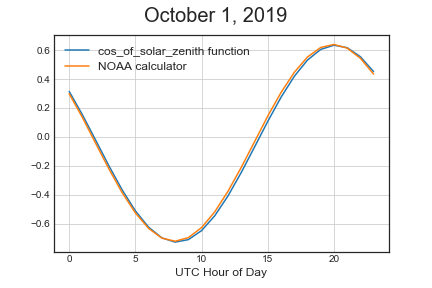 October 1, 2019
cos_of_solar_zenith function
NOAA calculator
0.6
0.4
0.2
0.0
−0.2
−0.4
−0.6
0 5 10 15 20
UTC Hour of Day